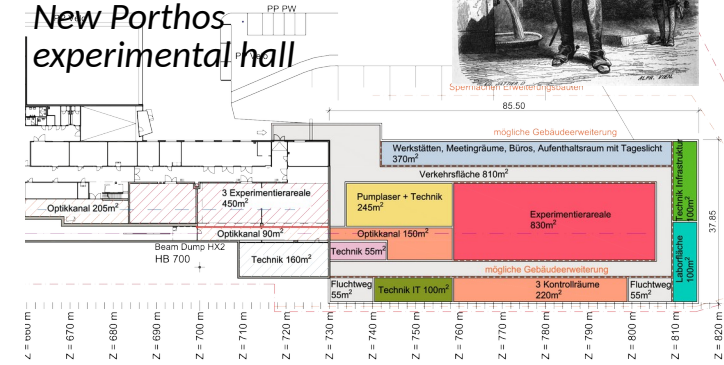 New Porthos
experimental hall
PP PW
85.50
mögliche Gebäudeerweiterung
Werkstätten, Meetingräume, Büros, Aufenthaltsraum mit Tageslicht
370m²
Verkehrsfläche 810m²
Technik Infrastruktur
100m²
3 Experimentierareale
450m²
Pumplaser + Technik
245m²
Experimentierareale
830m²
Optikkanal 205m²
Optikkanal 90m²
Optikkanal 150m²
37.85
Beam Dump HX2
HB 700
Technik 55m²
Technik 160m²
mögliche Gebäudeerweiterung
Laborfläche
100m²
Fluchtweg
55m²
Technik IT 100m²
3 Kontrollräume
220m²
Fluchtweg
55m²
Z = 670 m
Z = 680 m
Z = 690 m
Z = 700 m
Z = 710 m
Z = 720 m
Z = 730 m
Z = 740 m
Z = 750 m
Z = 760 m
Z = 770 m
Z = 780 m
Z = 790 m
Z = 800 m
Z = 810 m
Z = 820 m